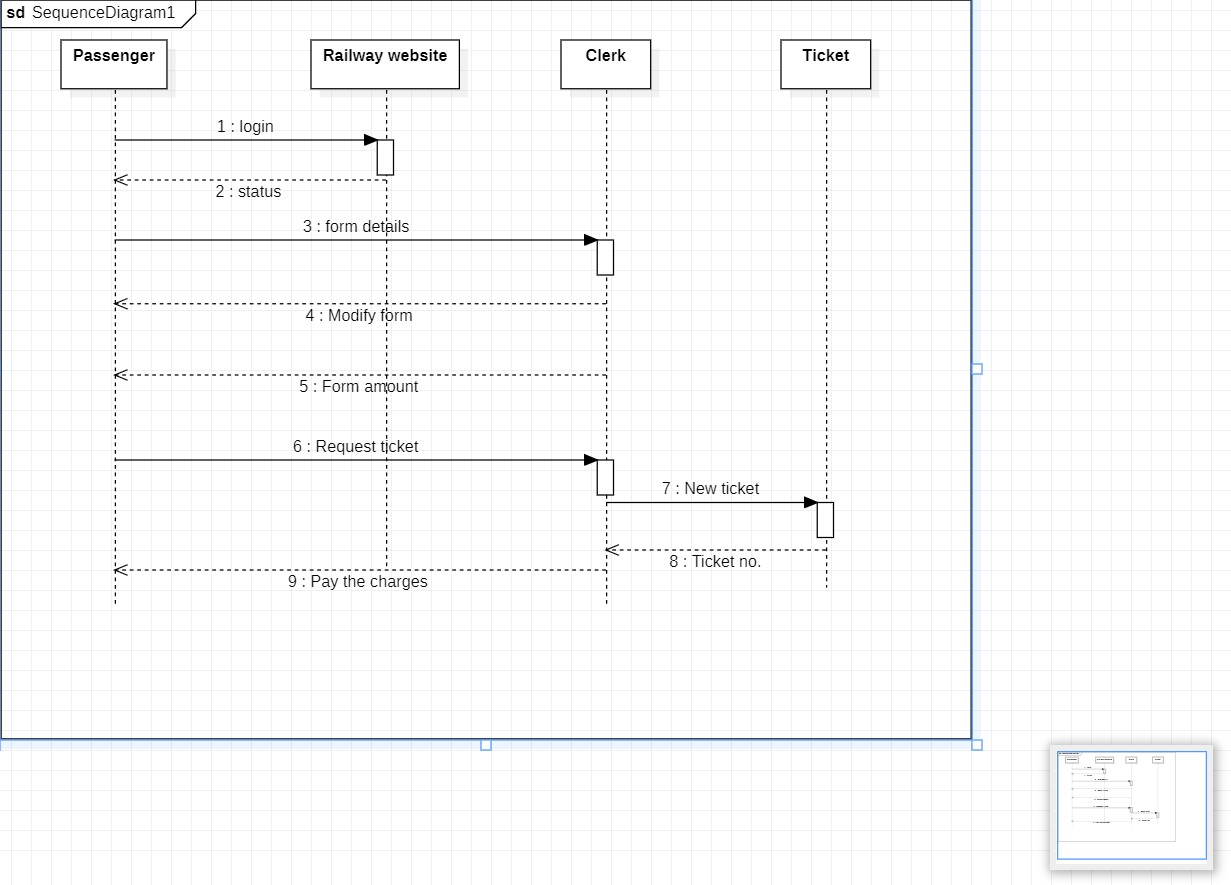 sd SequenceDiagram1
Passenger
Railway website
Clerk
Ticket
1 : login
2 : status
3 : form details
4 : Modify form
5 : Form amount
6 : Request ticket
7 : New ticket
8 : Ticket no.
9 : Pay the charges